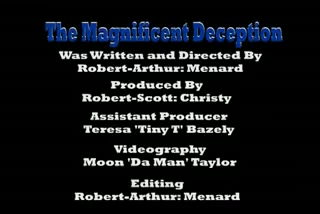 The Magnificent Deception
Was Written and Directed By
Robert-Arthur: Menard
Produced By
Robert-Scott: Christy
Assistant Producer
Teresa 'Tiny T' Bazely
Videography
Moon 'Da Man' Taylor
Editing
Robert-Arthur: Menard